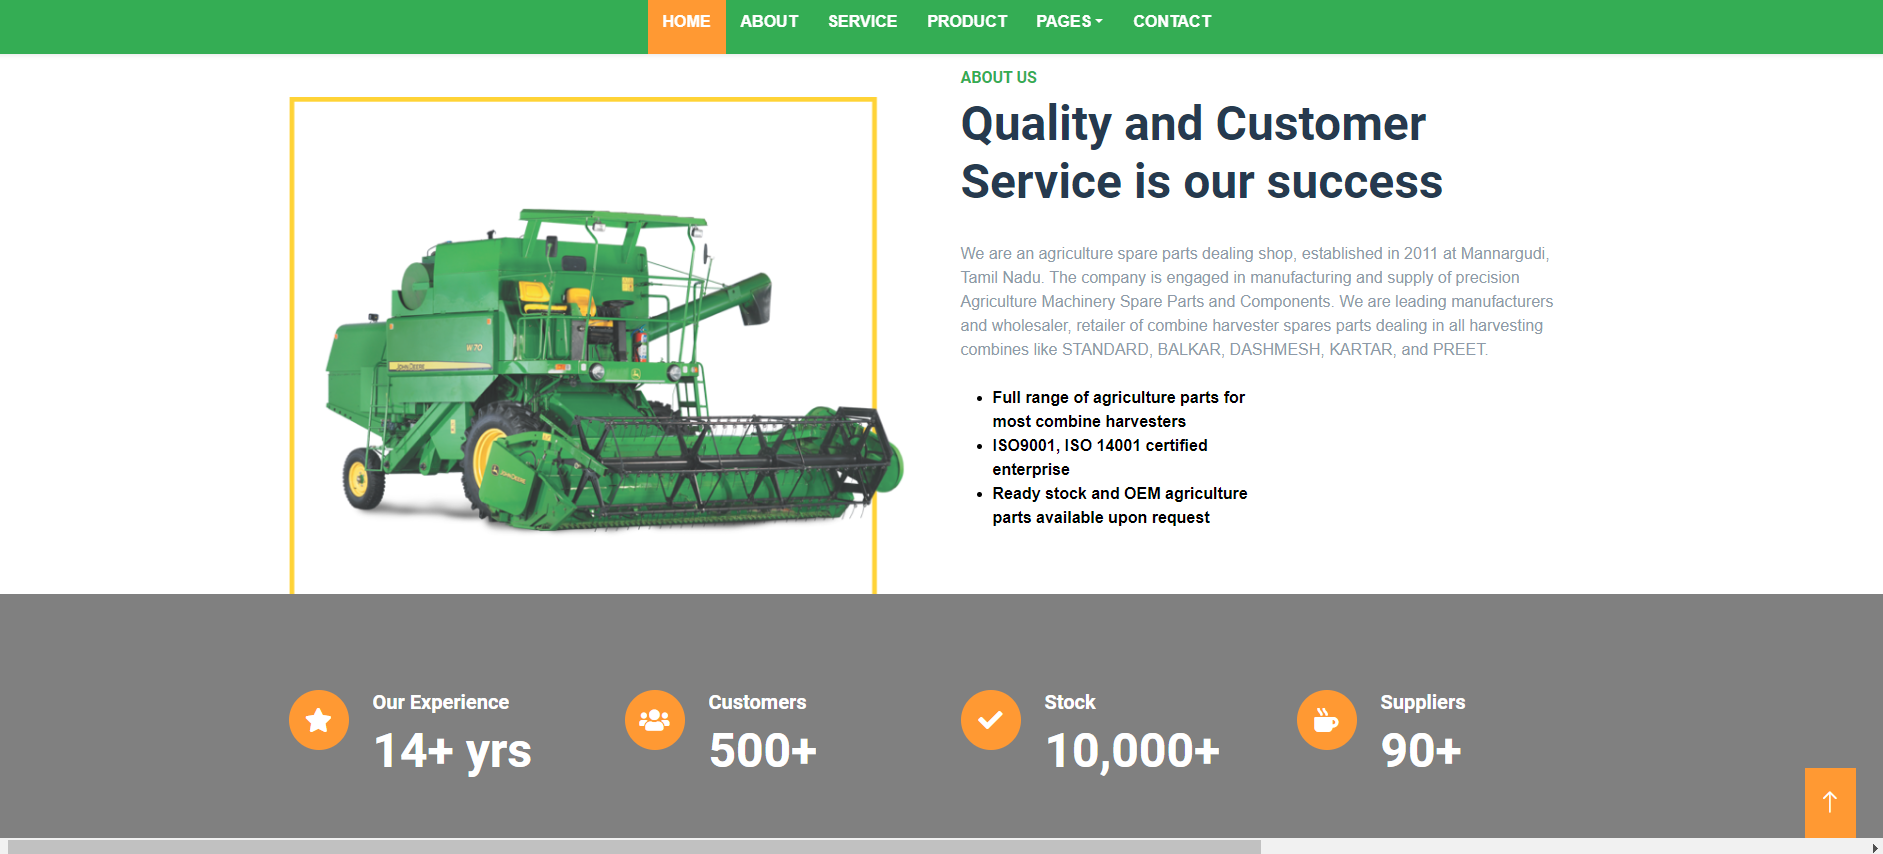 HOME ABOUT SERVICE PRODUCT PAGES CONTACT
ABOUT US
Quality and Customer
Service is our success
We are an agriculture spare parts dealing shop, established in 2011 at Mannargudi,
Tamil Nadu. The company is engaged in manufacturing and supply of precision
Agriculture Machinery Spare Parts and Components. We are leading manufacturers
and wholesaler, retailer of combine harvester spares parts dealing in all harvesting
combines like STANDARD, BALKAR, DASHMESH, KARTAR, and PREET.
Full range of agriculture parts for
most combine harvesters
ISO9001, ISO 14001 certified
enterprise
Ready stock and OEM agriculture
parts available upon request
W70
JOHN DEERE
JOHN DEERE
Our Experience
14+ yrs
Customers
500+
Stock
10,000+
Suppliers
90+